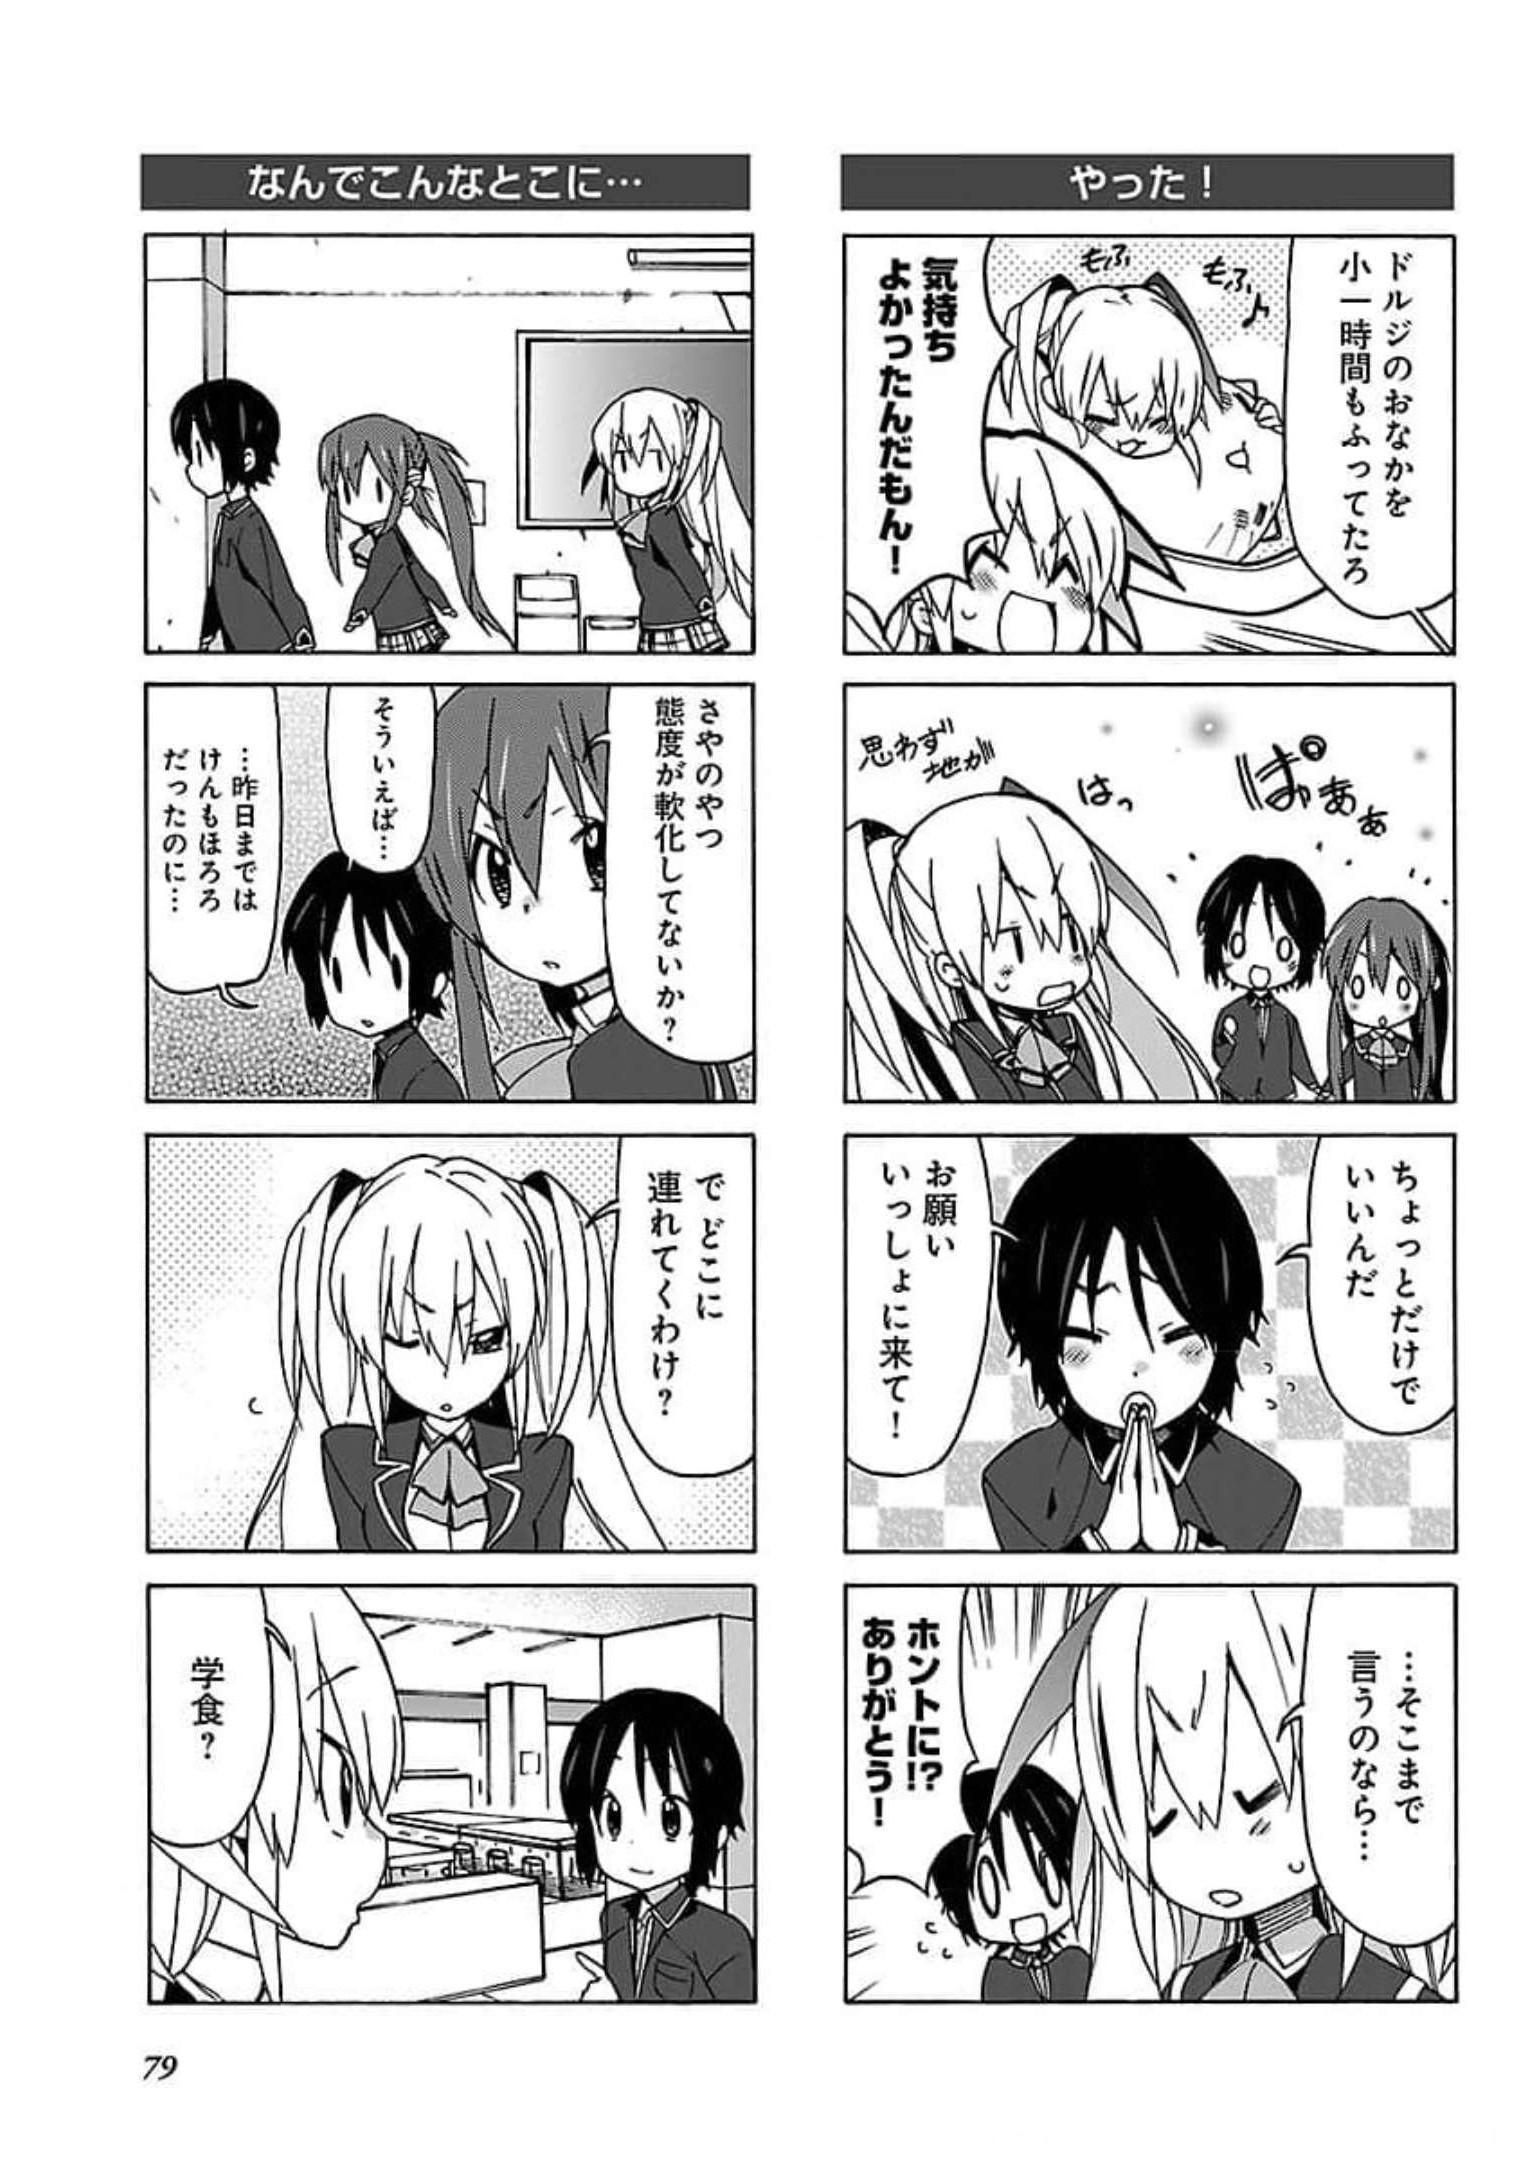 やった!
ドルジのおなかを
小一時間もふってたろ
もふ
もふ♪
気持ち
よかったんだもん!
ぱぁぁぁ
はっ
思わず
地が
ちょっとだけで
いいんだ
お願い
いっしょに来て!
…そこまで
言うのなら…
ホントに!?
ありがとう!
なんでこんなとこに…
さやのやつ
態度が軟化してないか?
そういえば…
…昨日までは
けんもほろろ
だったのに…
で どこに
連れてくわけ?
学食?
79